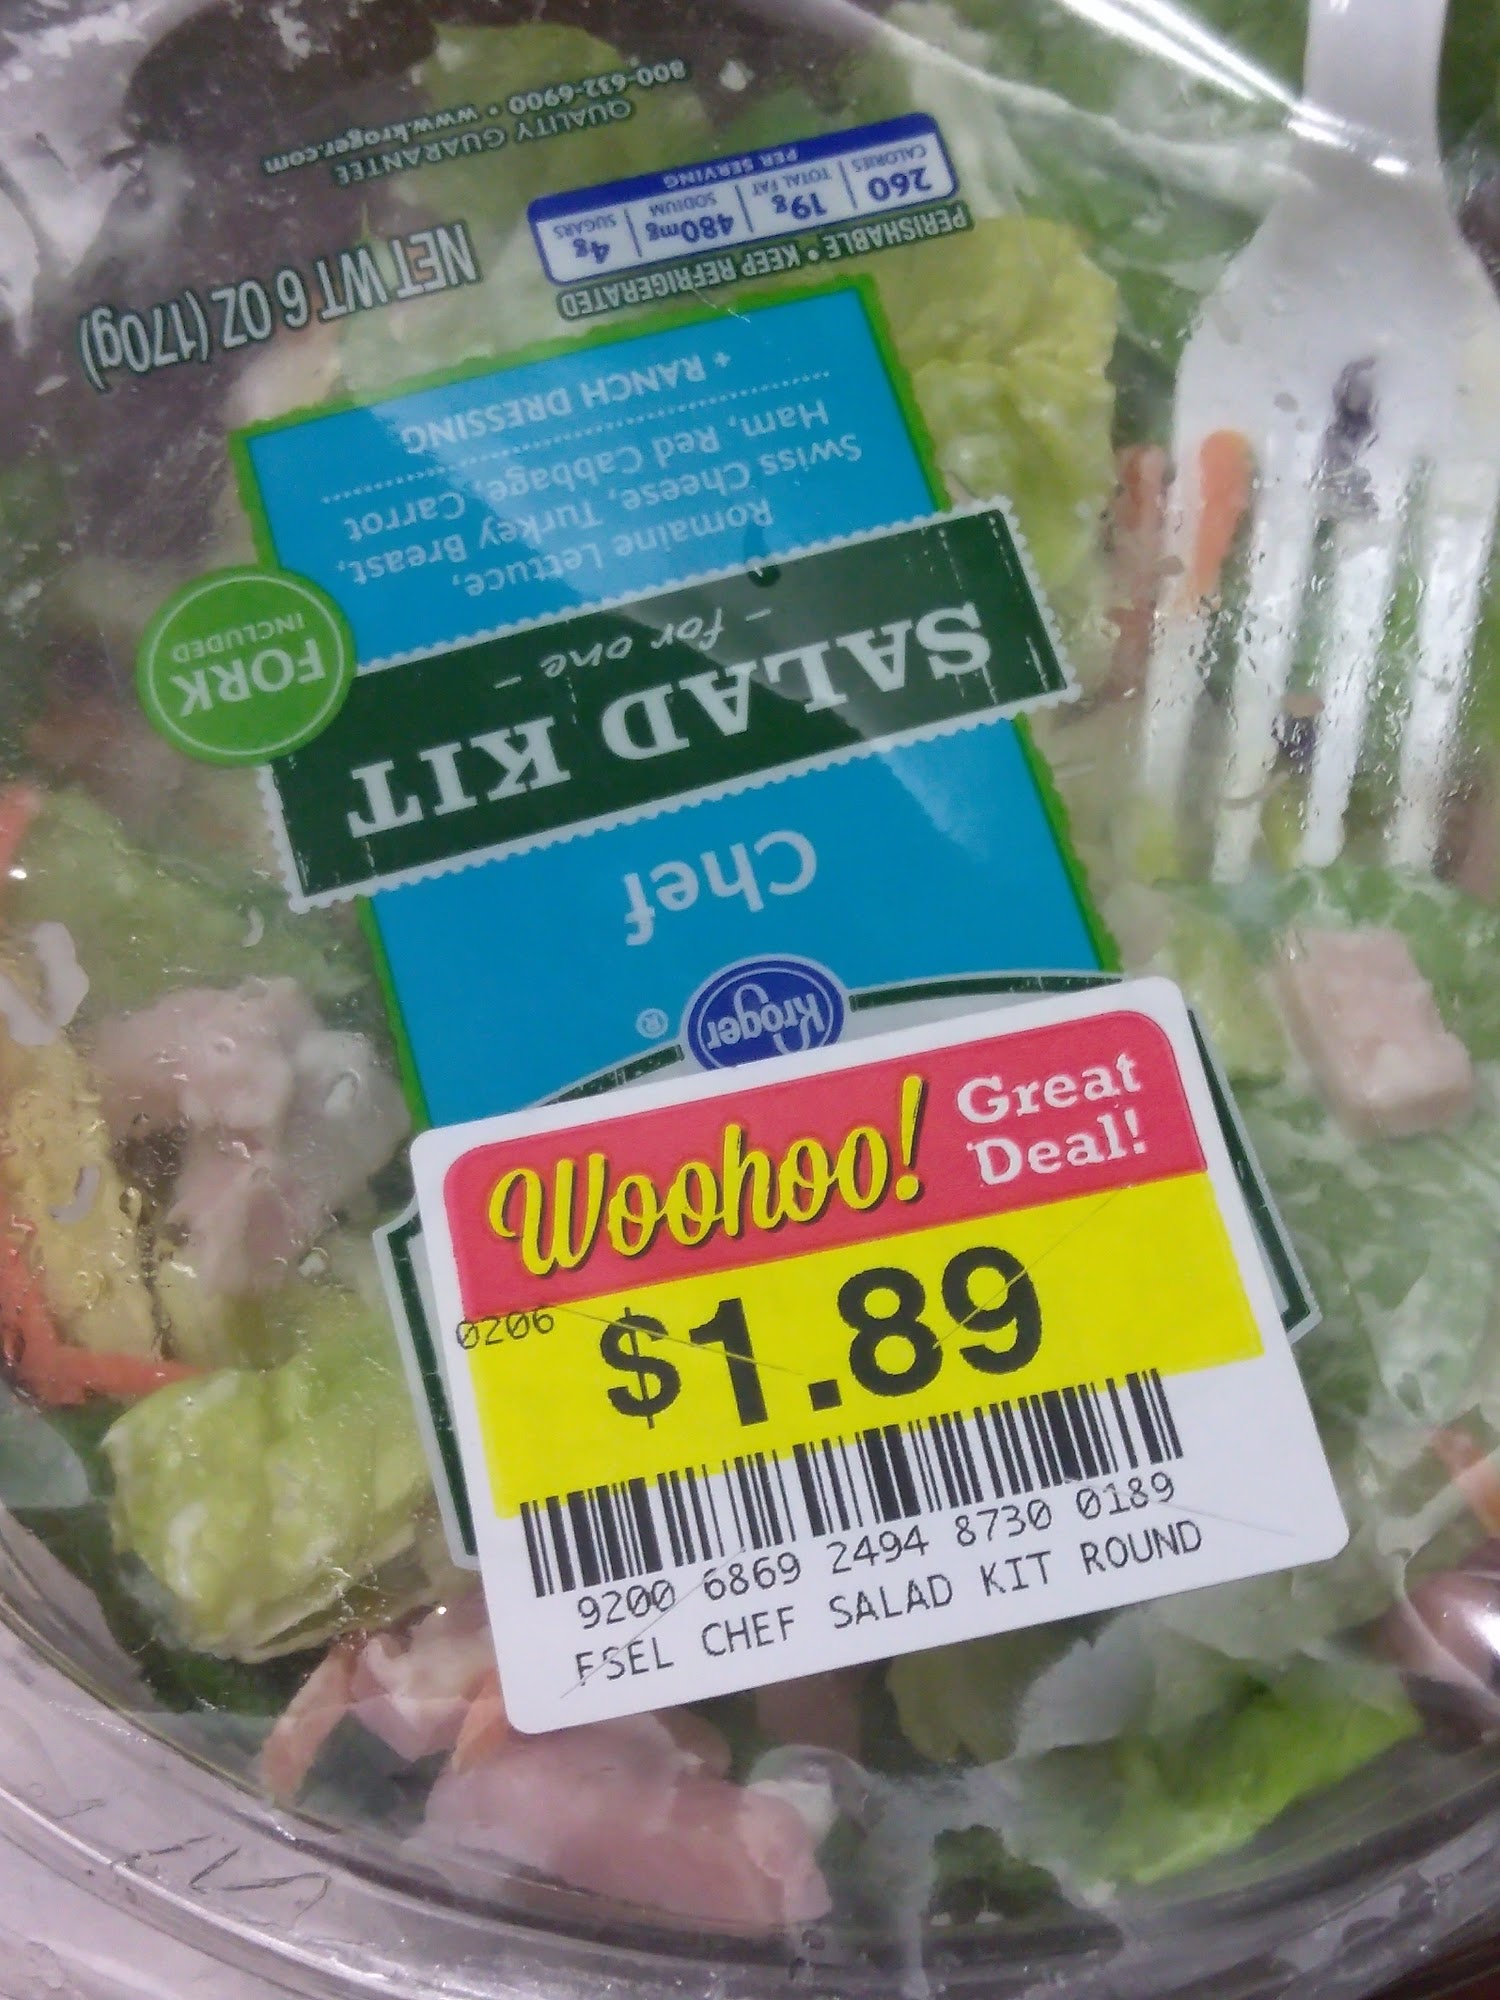 Woohoo! Great Deal!
0206
$1.89
9200 6869 2494 8730 0189
FSEL CHEF SALAD KIT ROUND
Kroger ®
Chef
SALAD KIT
– for one –
FORK
INCLUDED
Romaine Lettuce,
Swiss Cheese, Turkey Breast,
Ham, Red Cabbage, Carrot
+ RANCH DRESSING
PERISHABLE • KEEP REFRIGERATED
260 CALORIES
19g TOTAL FAT
480mg SODIUM
4g SUGARS
PER SERVING
NET WT 6 OZ (170g)
QUALITY GUARANTEE
800-632-6900 • www.kroger.com